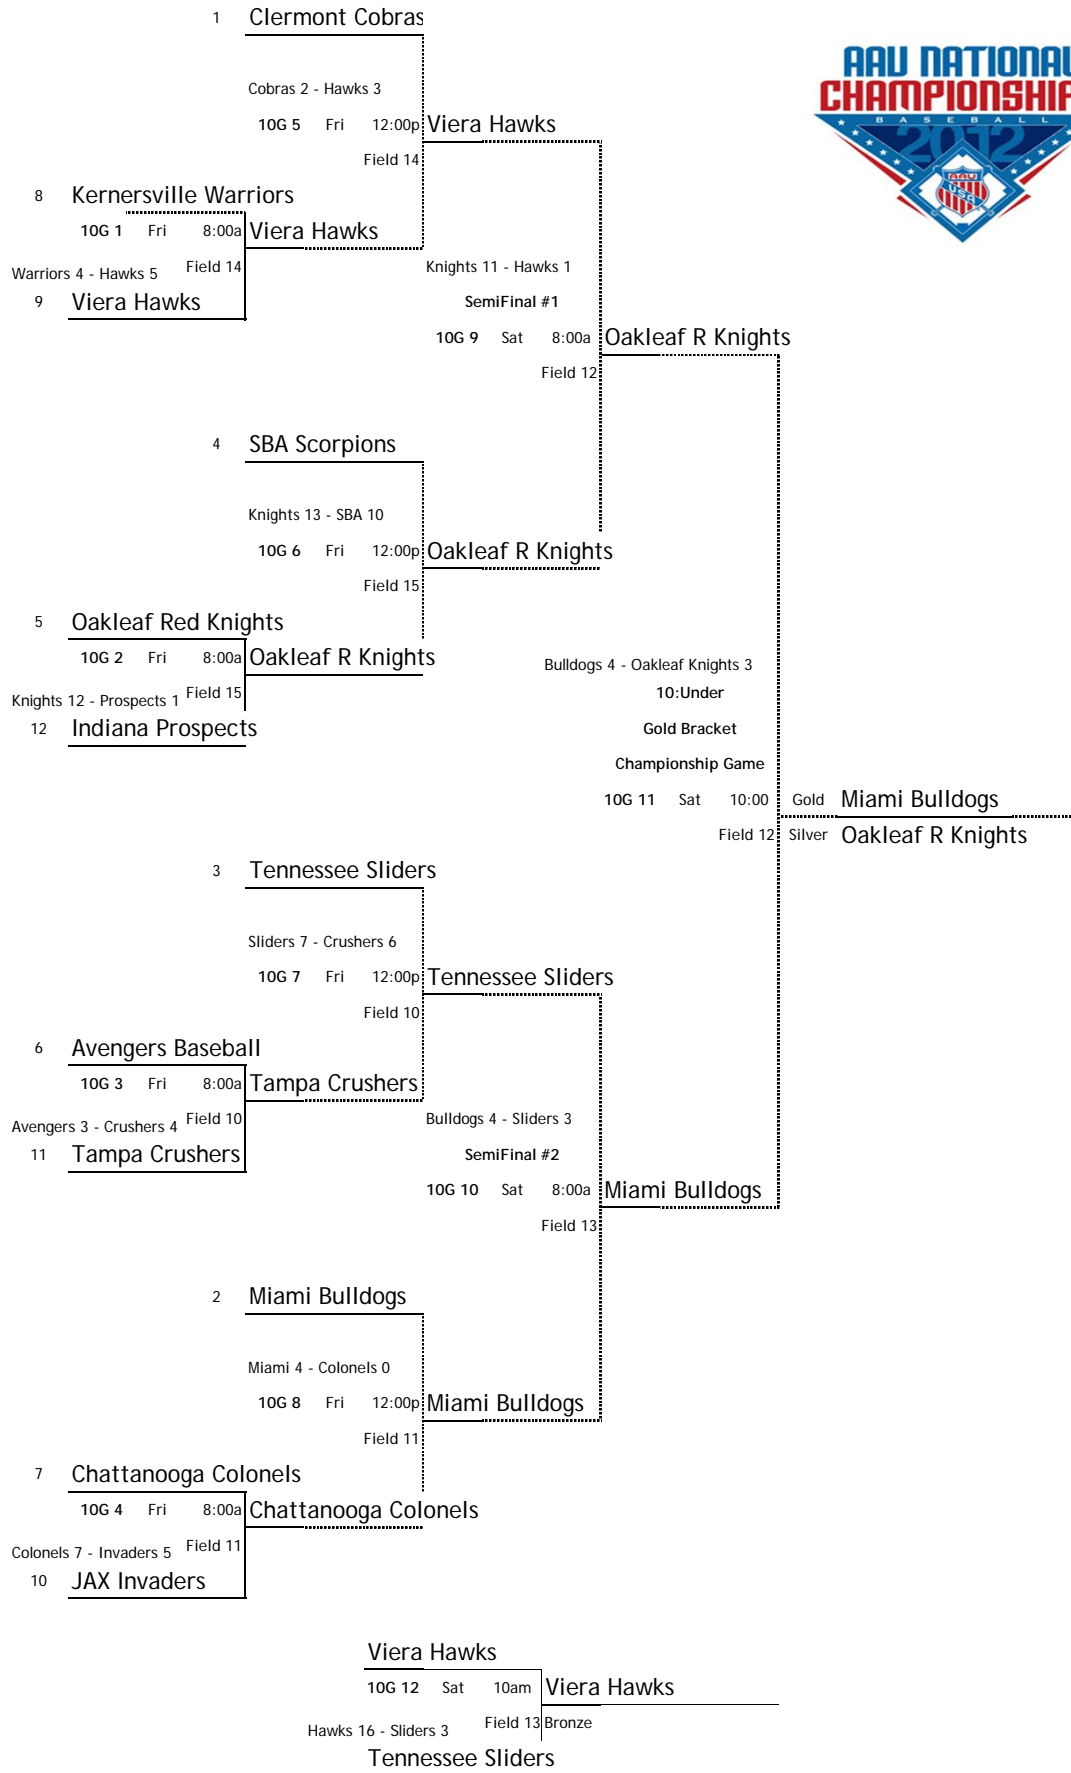 1 Clermont Cobras
Cobras 2 - Hawks 3
10G 5 Fri 12:00p Viera Hawks
Field 14
8 Kernersville Warriors
10G 1 Fri 8:00a Viera Hawks
Warriors 4 - Hawks 5 Field 14
9 Viera Hawks
Knights 11 - Hawks 1
SemiFinal #1
10G 9 Sat 8:00a Oakleaf R Knights
Field 12
4 SBA Scorpions
Knights 13 - SBA 10
10G 6 Fri 12:00p Oakleaf R Knights
Field 15
5 Oakleaf Red Knights
10G 2 Fri 8:00a Oakleaf R Knights
Knights 12 - Prospects 1 Field 15
12 Indiana Prospects
Bulldogs 4 - Oakleaf Knights 3
10:Under
Gold Bracket
Championship Game
10G 11 Sat 10:00 Gold Miami Bulldogs
Field 12 Silver Oakleaf R Knights
3 Tennessee Sliders
Sliders 7 - Crushers 6
10G 7 Fri 12:00p Tennessee Sliders
Field 10
6 Avengers Baseball
10G 3 Fri 8:00a Tampa Crushers
Avengers 3 - Crushers 4 Field 10
11 Tampa Crushers
Bulldogs 4 - Sliders 3
SemiFinal #2
10G 10 Sat 8:00a Miami Bulldogs
Field 13
2 Miami Bulldogs
Miami 4 - Colonels 0
10G 8 Fri 12:00p Miami Bulldogs
Field 11
7 Chattanooga Colonels
10G 4 Fri 8:00a Chattanooga Colonels
Colonels 7 - Invaders 5 Field 11
10 JAX Invaders
Viera Hawks
10G 12 Sat 10am Viera Hawks
Hawks 16 - Sliders 3 Field 13 Bronze
Tennessee Sliders
AAU NATIONAL
CHAMPIONSHIP
BASEBALL
2012
AAU
USA